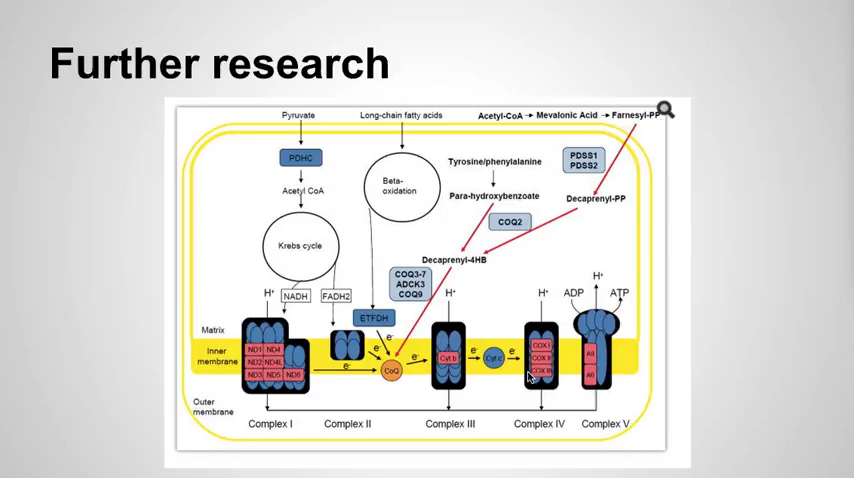 Further research
Pyruvate
Long-chain fatty acids
Acetyl-CoA
Mevalonic Acid
Farnesyl-PP
PDHC
Beta-
oxidation
Tyrosine/phenylalanine
PDSS1
PDSS2
Acetyl CoA
Para-hydroxybenzoate
Decaprenyl-PP
COQ2
Krebs cycle
Decaprenyl-4HB
COQ3-7
ADCK3
COQ9
H+
NADH
FADH2
H+
H+
ADP
H+
ATP
ETFDH
Matrix
Inner
membrane
ND1
ND4
ND2
ND4L
ND3
ND5
ND6
e-
e-
e-
e-
CoQ
e-
Cyt b
e-
Cyt c
e-
COX I
COX II
COX III
A8
A6
Outer
membrane
Complex I
Complex II
Complex III
Complex IV
Complex V